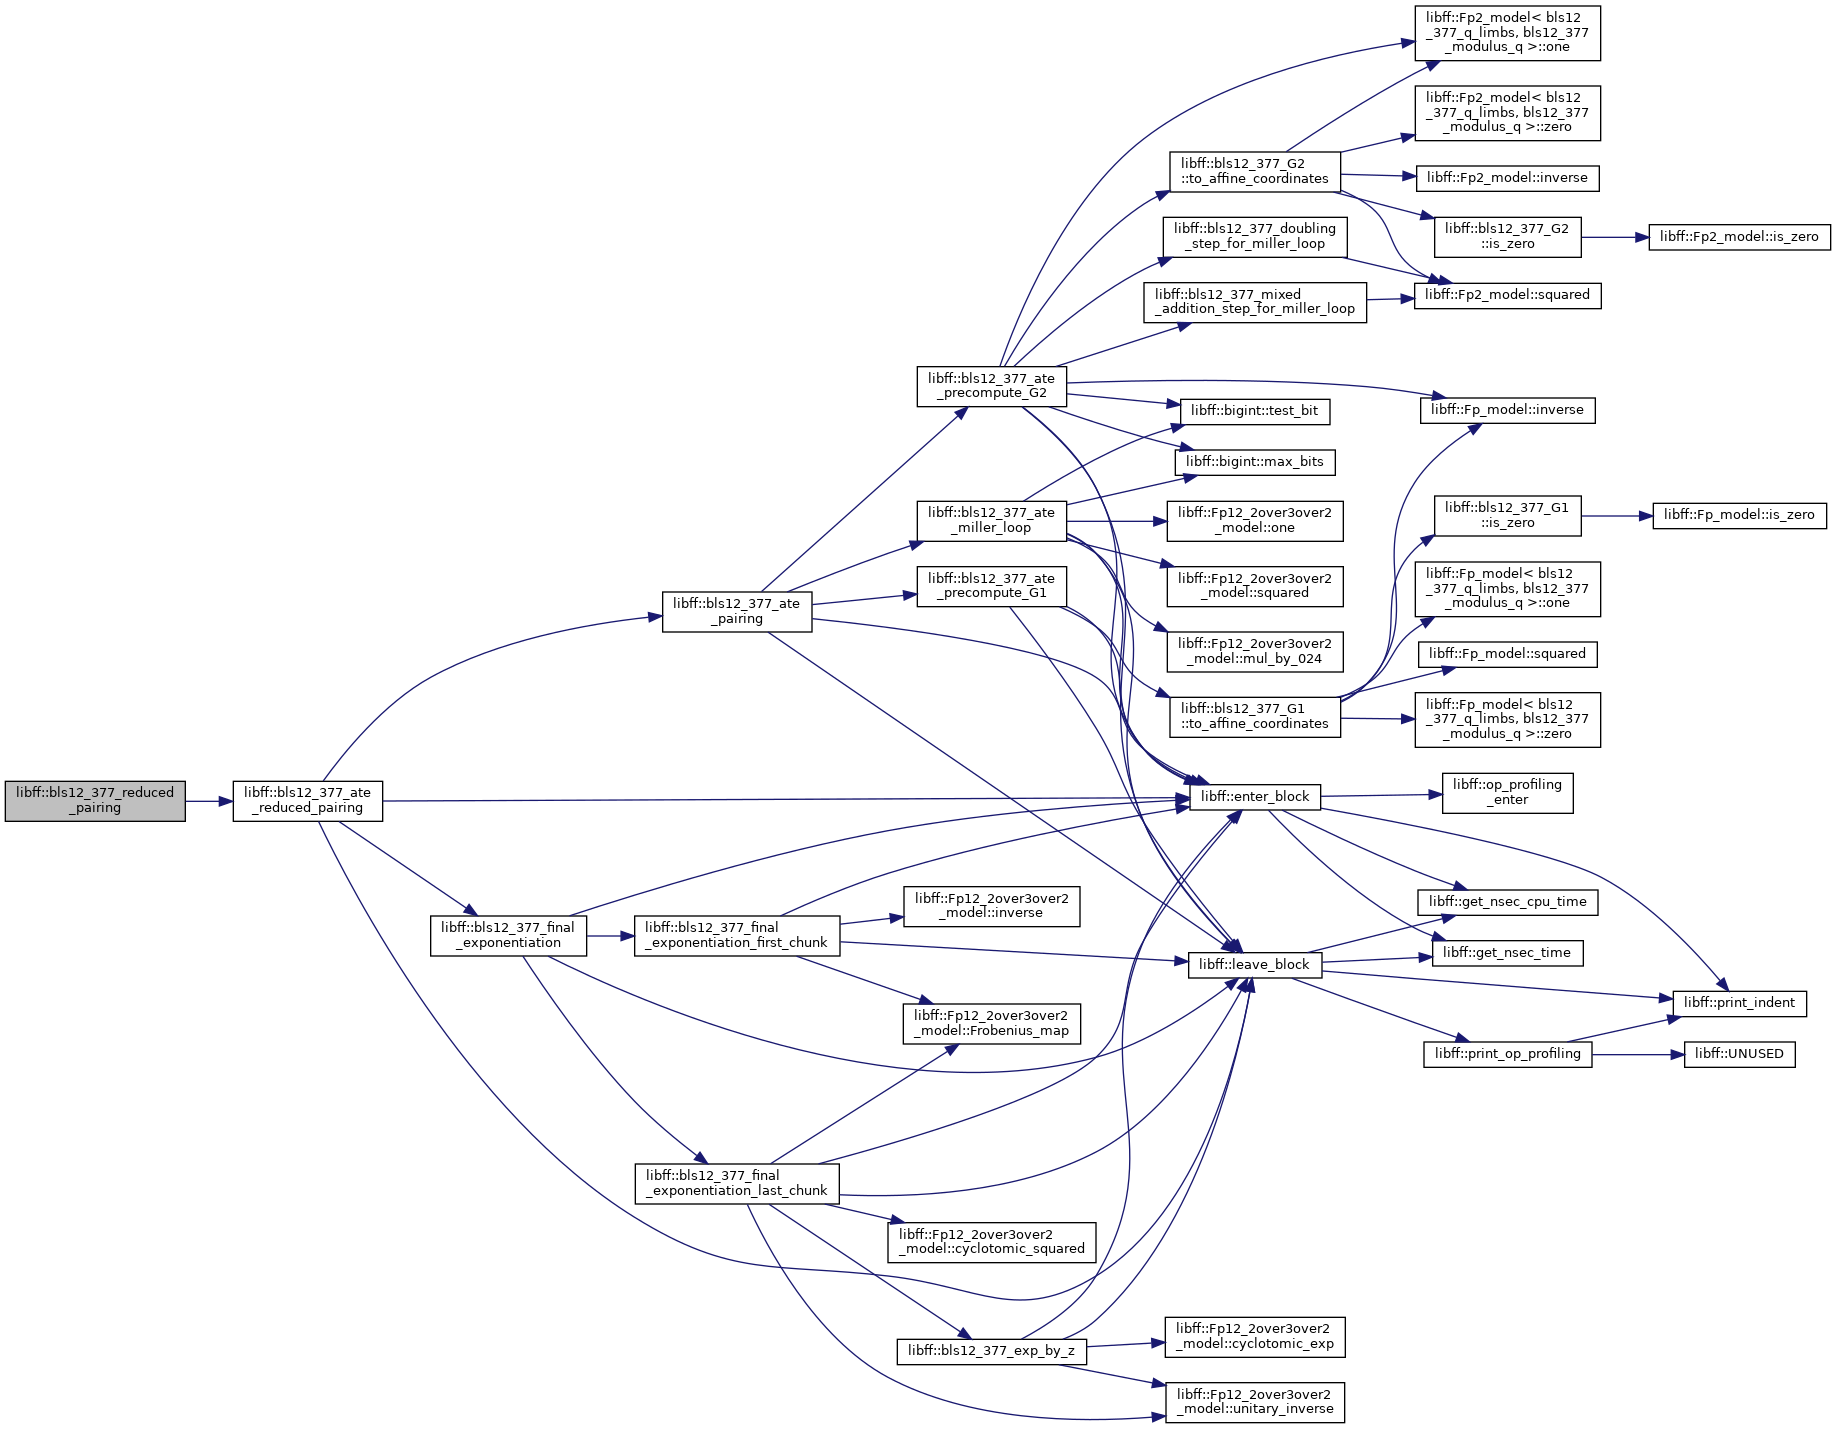 libff::bls12_377_reduced
_pairing
libff::bls12_377_ate
_reduced_pairing
libff::bls12_377_ate
_pairing
libff::bls12_377_final
_exponentiation
libff::bls12_377_final
_exponentiation_first_chunk
libff::bls12_377_final
_exponentiation_last_chunk
libff::bls12_377_ate
_precompute_G2
libff::bls12_377_ate
_miller_loop
libff::bls12_377_ate
_precompute_G1
libff::Fp12_2over3over2
_model::inverse
libff::Fp12_2over3over2
_model::Frobenius_map
libff::Fp12_2over3over2
_model::cyclotomic_squared
libff::bls12_377_exp_by_z
libff::bls12_377_G2
::to_affine_coordinates
libff::bls12_377_doubling
_step_for_miller_loop
libff::bls12_377_mixed
_addition_step_for_miller_loop
libff::bigint::test_bit
libff::bigint::max_bits
libff::Fp12_2over3over2
_model::one
libff::Fp12_2over3over2
_model::squared
libff::Fp12_2over3over2
_model::mul_by_024
libff::bls12_377_G1
::to_affine_coordinates
libff::enter_block
libff::leave_block
libff::Fp12_2over3over2
_model::cyclotomic_exp
libff::Fp12_2over3over2
_model::unitary_inverse
libff::Fp2_model< bls12
_377_q_limbs, bls12_377
_modulus_q >::one
libff::Fp2_model< bls12
_377_q_limbs, bls12_377
_modulus_q >::zero
libff::Fp2_model::inverse
libff::bls12_377_G2
::is_zero
libff::Fp2_model::squared
libff::Fp_model::inverse
libff::bls12_377_G1
::is_zero
libff::Fp_model< bls12
_377_q_limbs, bls12_377
_modulus_q >::one
libff::Fp_model::squared
libff::Fp_model< bls12
_377_q_limbs, bls12_377
_modulus_q >::zero
libff::op_profiling
_enter
libff::get_nsec_cpu_time
libff::get_nsec_time
libff::print_op_profiling
libff::Fp2_model::is_zero
libff::Fp_model::is_zero
libff::print_indent
libff::UNUSED